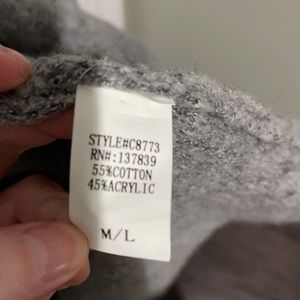 STYLE#C8773
RN#:137839
55%COTTON
45%ACRYLIC
M/L